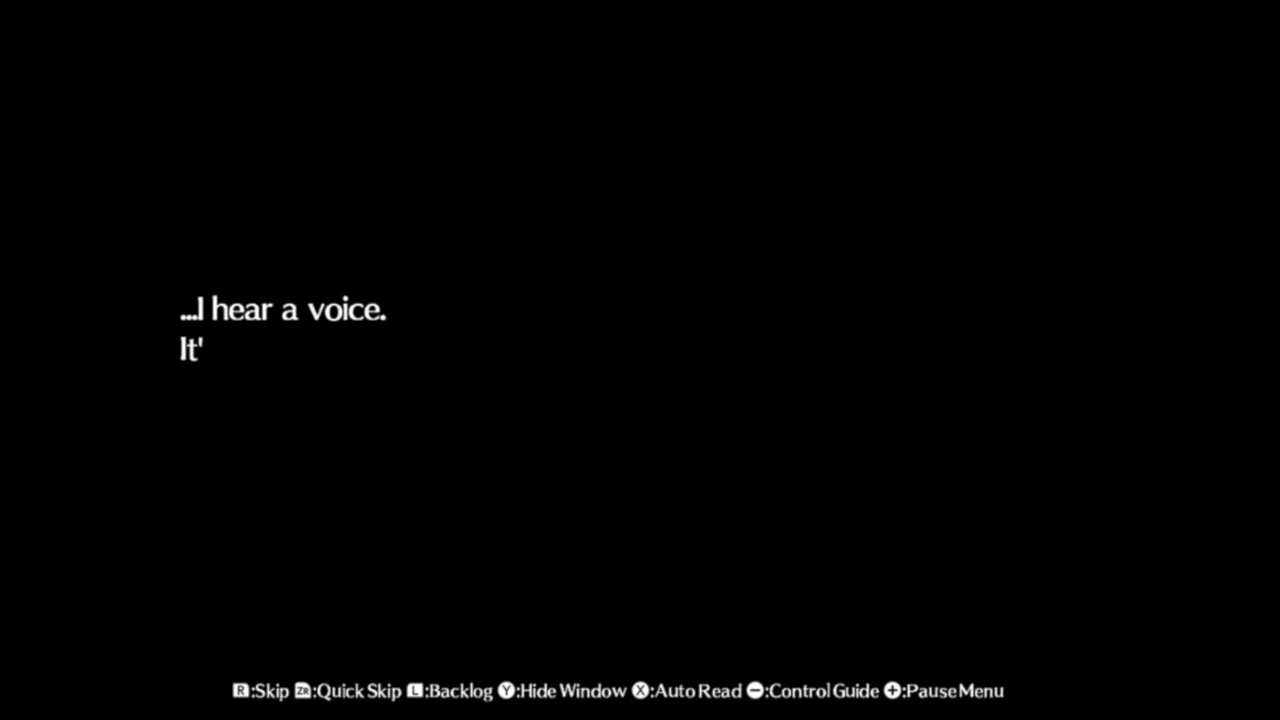 ...I hear a voice.
It'
R:Skip ZR:Quick Skip L:Backlog Y:Hide Window X:Auto Read -:Control Guide +:Pause Menu